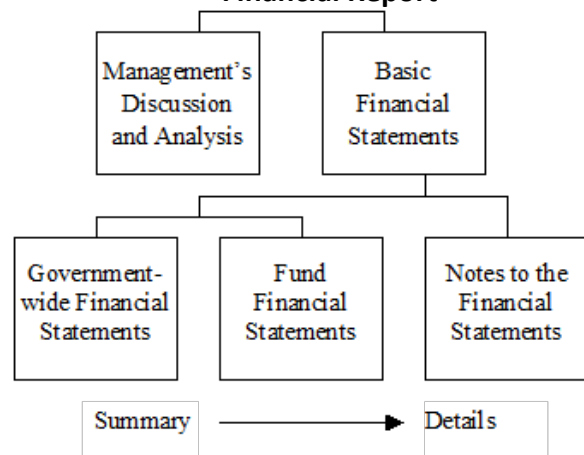 Financial Report
Management's
Discussion
and Analysis
Basic
Financial
Statements
Government-
wide Financial
Statements
Fund
Financial
Statements
Notes to the
Financial
Statements
Summary
Details